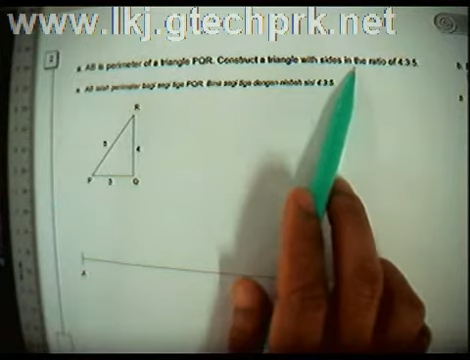 www.lkj.gtechprk.net
2
a. AB is perimeter of a triangle PQR. Construct a triangle with sides in the ratio of 4:3:5.
b.
a. AB ialah perimeter bagi segi tiga PQR. Bina segi tiga dengan nisbah sisi 4:3:5.
R
5
4
P
3
Q
A